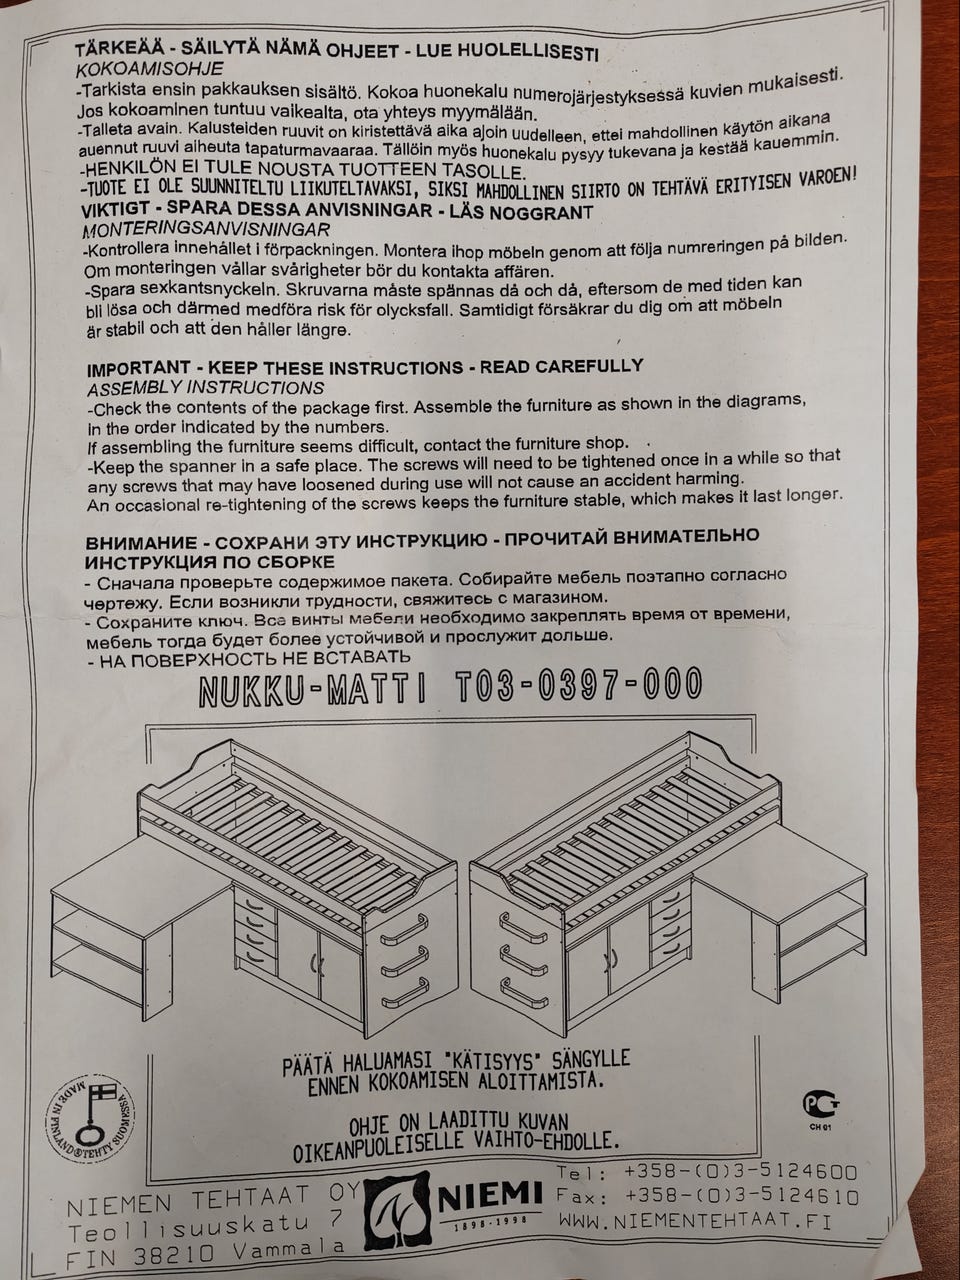 TÄRKEÄÄ - SÄILYTÄ NÄMÄ OHJEET - LUE HUOLELLISESTI
KOKOAMISOHJE
-Tarkista ensin pakkauksen sisältö. Kokoa huonekalu numerojärjestyksessä kuvien mukaisesti.
Jos kokoaminen tuntuu vaikealta, ota yhteys myymälään.
-Talleta avain. Kalusteiden ruuvit on kiristettävä aika ajoin uudelleen, ettei mahdollinen käytön aikana
auennut ruuvi aiheuta tapaturmavaaraa. Tällöin myös huonekalu pysyy tukevana ja kestää kauemmin.
-HENKILÖN EI TULE NOUSTA TUOTTEEN TASOLLE.
-TUOTE EI OLE SUUNNITELTU LIIKUTELTAVAKSI, SIKSI MAHDOLLINEN SIIRTO ON TEHTÄVÄ ERITYISEN VAROEN!
VIKTIGT - SPARA DESSA ANVISNINGAR - LÄS NOGGRANT
MONTERINGSANVISNINGAR
-Kontrollera innehållet i förpackningen. Montera ihop möbeln genom att följa numreringen på bilden.
Om monteringen vållar svårigheter bör du kontakta affären.
-Spara sexkantsnyckeln. Skruvarna måste spännas då och då, eftersom de med tiden kan
bli lösa och därmed medföra risk för olycksfall. Samtidigt försäkrar du dig om att möbeln
är stabil och att den håller längre.
IMPORTANT - KEEP THESE INSTRUCTIONS - READ CAREFULLY
ASSEMBLY INSTRUCTIONS
-Check the contents of the package first. Assemble the furniture as shown in the diagrams,
in the order indicated by the numbers.
If assembling the furniture seems difficult, contact the furniture shop.
-Keep the spanner in a safe place. The screws will need to be tightened once in a while so that
any screws that may have loosened during use will not cause an accident harming.
An occasional re-tightening of the screws keeps the furniture stable, which makes it last longer.
ВНИМАНИЕ - СОХРАНИ ЭТУ ИНСТРУКЦИЮ - ПРОЧИТАЙ ВНИМАТЕЛЬНО
ИНСТРУКЦИЯ ПО СБОРКЕ
- Сначала проверьте содержимое пакета. Собирайте мебель поэтапно согласно
чертежу. Если возникли трудности, свяжитесь с магазином.
- Сохраните ключ. Все винты мебели необходимо закреплять время от времени,
мебель тогда будет более устойчивой и прослужит дольше.
- НА ПОВЕРХНОСТЬ НЕ ВСТАВАТЬ
NUKKU-MATTI T03-0397-000
PÄÄTÄ HALUAMASI "KÄTISYYS" SÄNGYLLE
ENNEN KOKOAMISEN ALOITTAMISTA.
OHJE ON LAADITTU KUVAN
OIKEANPUOLEISELLE VAIHTO-EHDOLLE.
MADE IN FINLAND ® TEHTY SUOMESSA
РСТ
CH 01
NIEMEN TEHTAAT OY
Teollisuuskatu 7
FIN 38210 Vammala
NIEMI
1898-1998
Tel: +358-(0)3-5124600
Fax: +358-(0)3-5124610
WWW.NIEMENTEHTAAT.FI